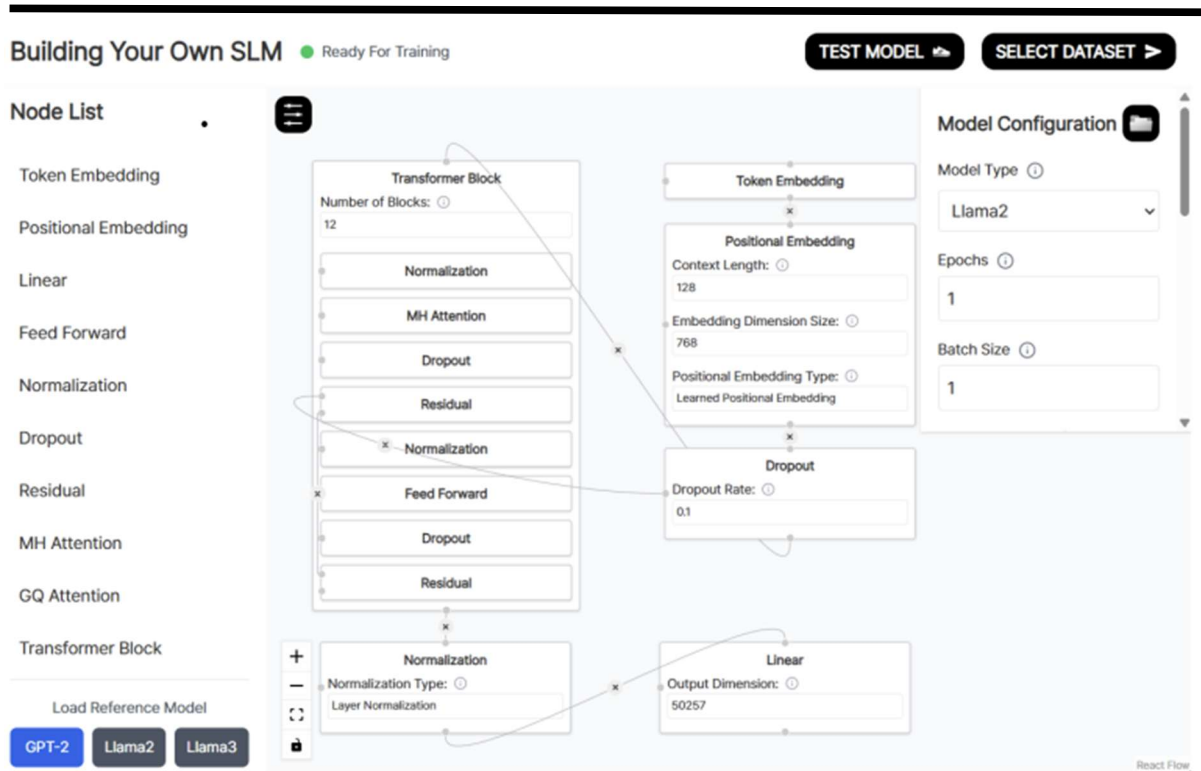 Building Your Own SLM
Ready For Training
TEST MODEL
SELECT DATASET
Node List
Token Embedding
Positional Embedding
Linear
Feed Forward
Normalization
Dropout
Residual
MH Attention
GQ Attention
Transformer Block
Load Reference Model
GPT-2
Llama2
Llama3
Transformer Block
Number of Blocks:
12
Normalization
MH Attention
Dropout
Residual
Normalization
Feed Forward
Dropout
Residual
Normalization
Normalization Type:
Layer Normalization
Token Embedding
Positional Embedding
Context Length:
128
Embedding Dimension Size:
768
Positional Embedding Type:
Learned Positional Embedding
Dropout
Dropout Rate:
0.1
Linear
Output Dimension:
50257
Model Configuration
Model Type
Llama2
Epochs
1
Batch Size
1
React Flow